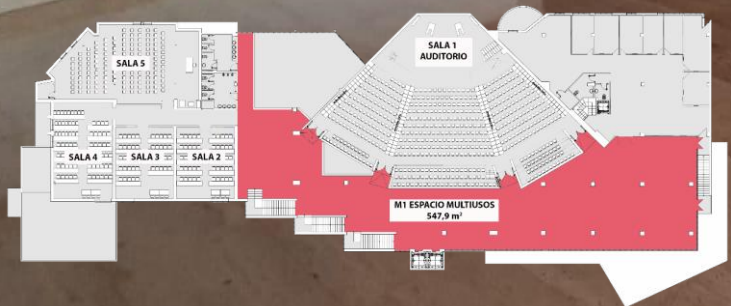 SALA 1
AUDITORIO
SALA 5
SALA 4
SALA 3
SALA 2
M1 ESPACIO MULTIUSOS
547,9 m²